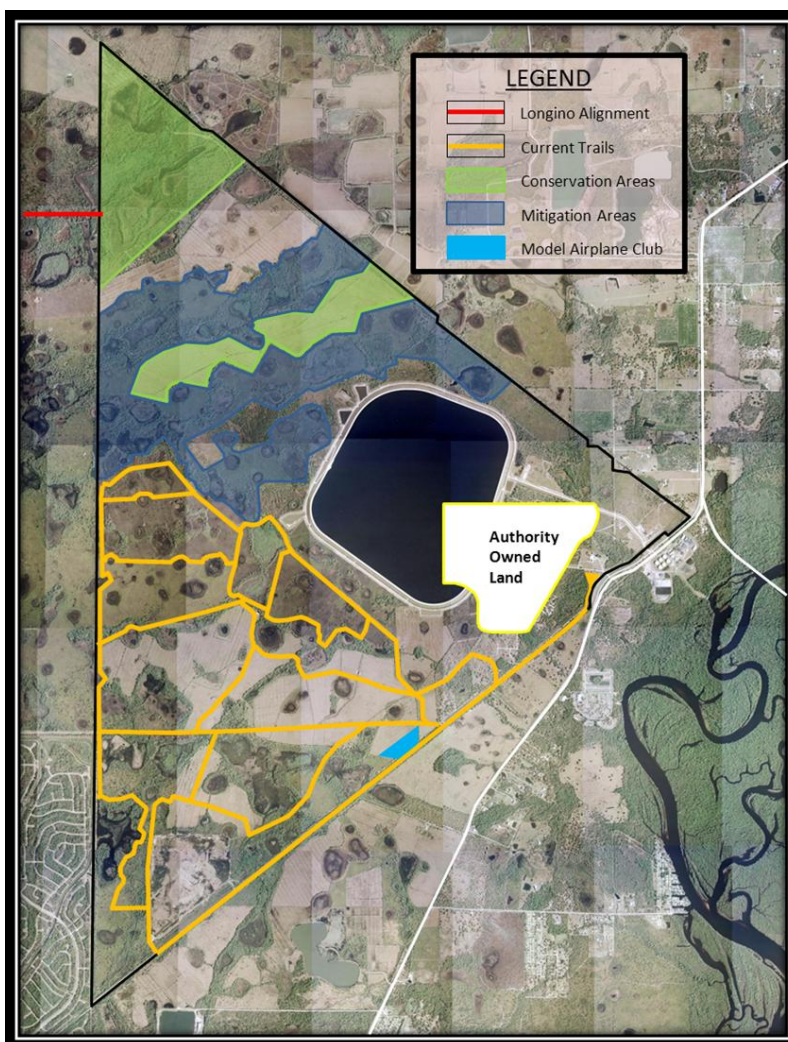 LEGEND
Longino Alignment
Current Trails
Conservation Areas
Mitigation Areas
Model Airplane Club
Authority
Owned
Land